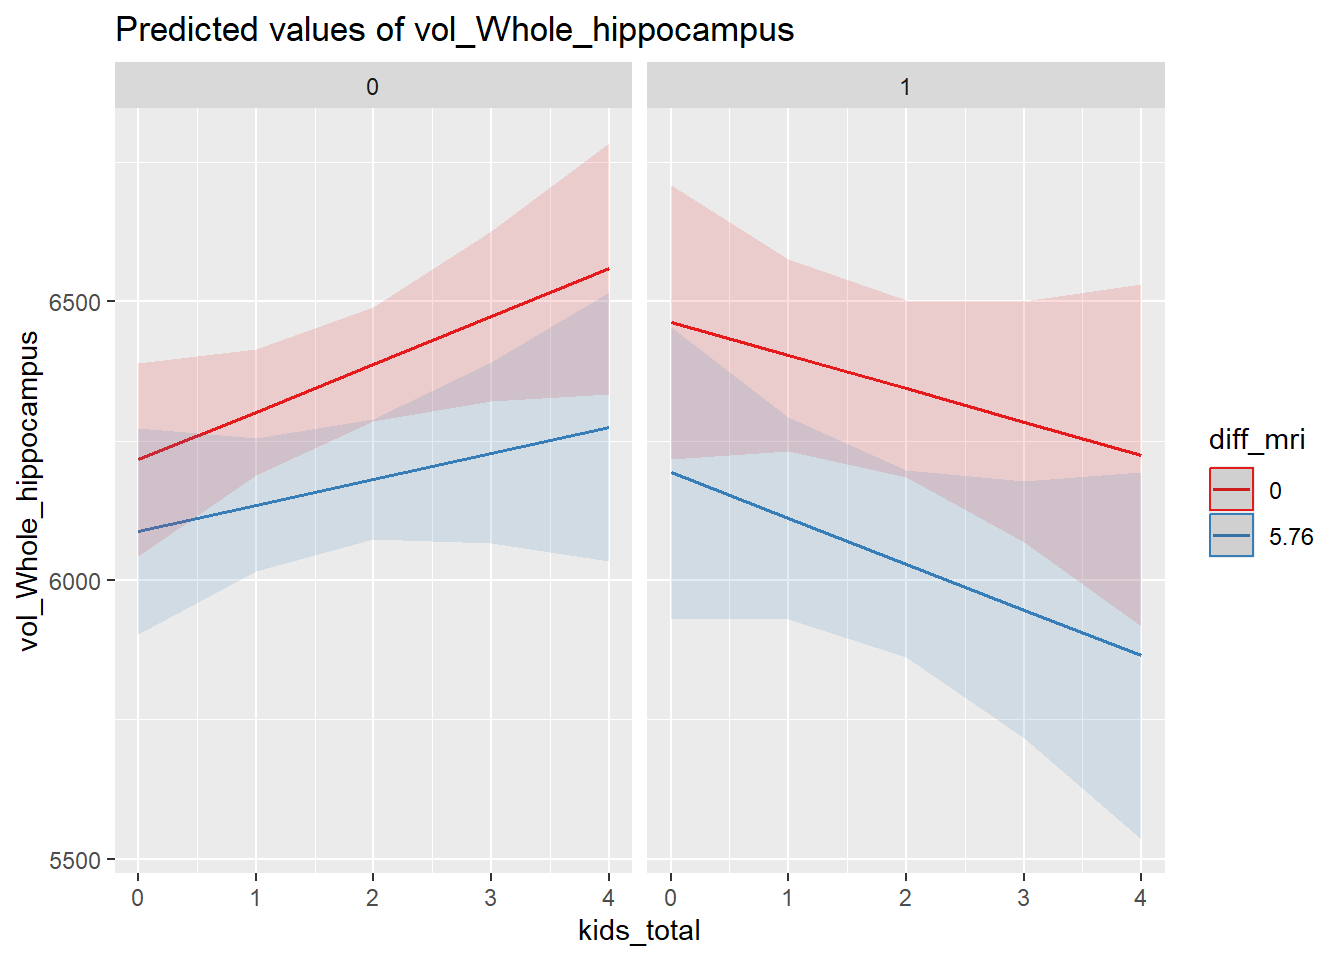 Predicted values of vol_Whole_hippocampus
0
1
6500
6000
5500
vol_Whole_hippocampus
0 1 2 3 4
0 1 2 3 4
kids_total
diff_mri
0
5.76